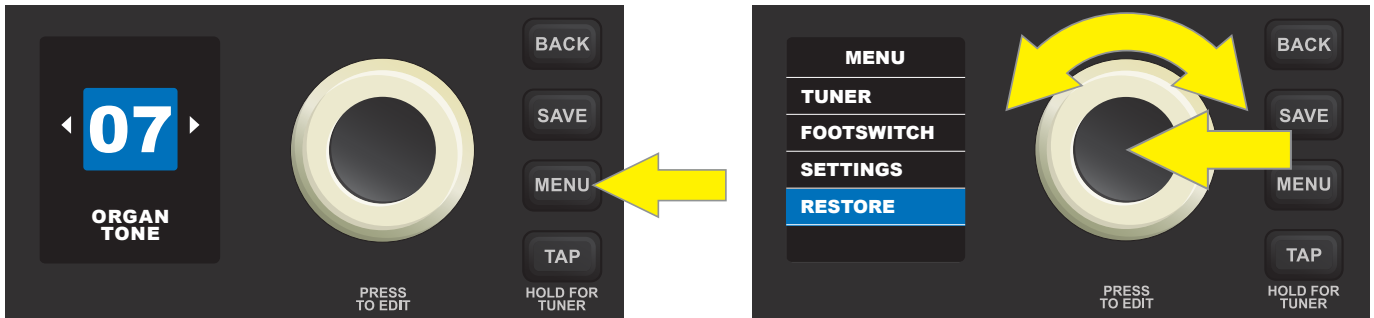 07
ORGAN
TONE
PRESS
TO EDIT
BACK
SAVE
MENU
TAP
HOLD FOR
TUNER
MENU
TUNER
FOOTSWITCH
SETTINGS
RESTORE
PRESS
TO EDIT
BACK
SAVE
MENU
TAP
HOLD FOR
TUNER